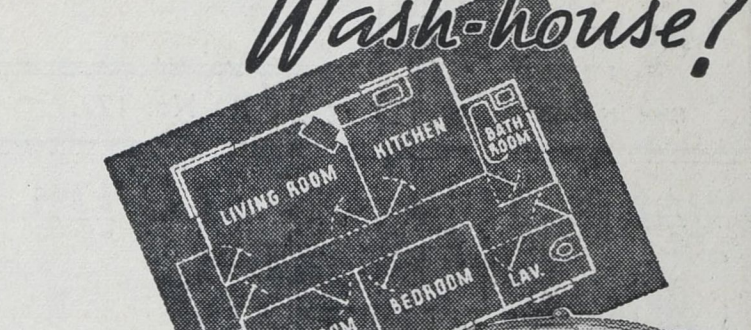 Wash-house!
LIVING ROOM
KITCHEN
BATH
ROOM
BEDROOM
LAV.